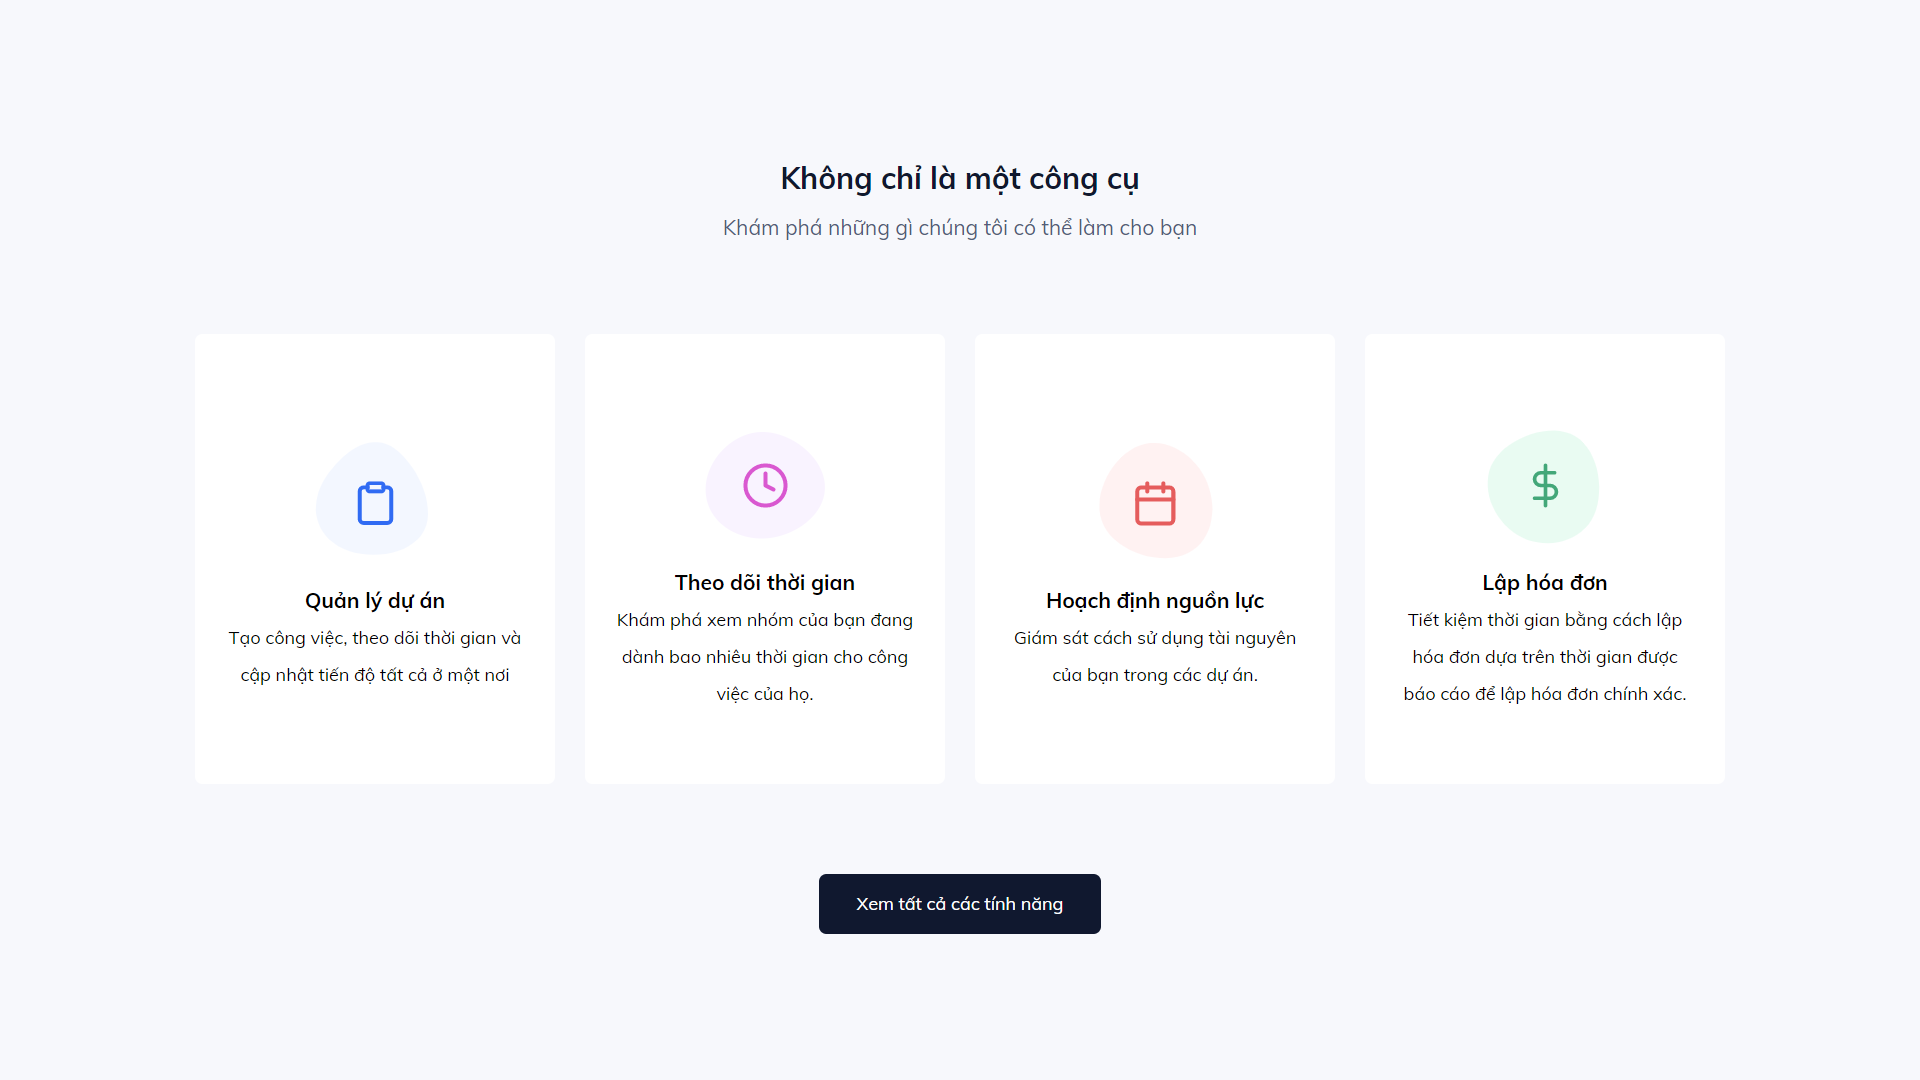 Không chỉ là một công cụ
Khám phá những gì chúng tôi có thể làm cho bạn
Quản lý dự án
Tạo công việc, theo dõi thời gian và
cập nhật tiến độ tất cả ở một nơi
Theo dõi thời gian
Khám phá xem nhóm của bạn đang
dành bao nhiêu thời gian cho công
việc của họ.
Hoạch định nguồn lực
Giám sát cách sử dụng tài nguyên
của bạn trong các dự án.
Lập hóa đơn
Tiết kiệm thời gian bằng cách lập
hóa đơn dựa trên thời gian được
báo cáo để lập hóa đơn chính xác.
Xem tất cả các tính năng